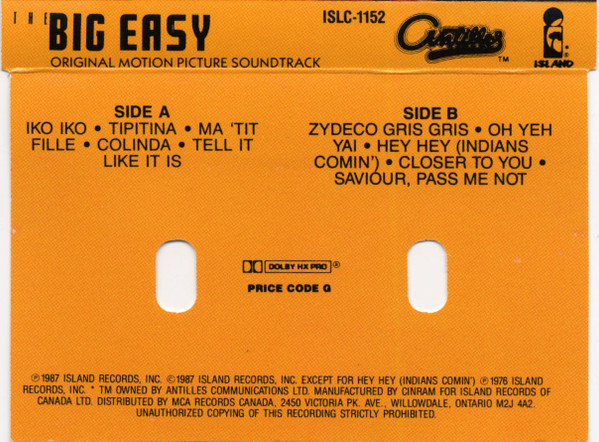 THE BIG EASY
ORIGINAL MOTION PICTURE SOUNDTRACK
ISLC-1152
Antilles
TM
ISLAND
®
SIDE A
IKO IKO • TIPITINA • MA 'TIT
FILLE • COLINDA • TELL IT
LIKE IT IS
SIDE B
ZYDECO GRIS GRIS • OH YEH
YAI • HEY HEY (INDIANS
COMIN') • CLOSER TO YOU •
SAVIOUR, PASS ME NOT
DOLBY HX PRO ®
PRICE CODE G
℗ 1987 ISLAND RECORDS, INC. ©1987 ISLAND RECORDS, INC. EXCEPT FOR HEY HEY (INDIANS COMIN') ℗ 1976 ISLAND
RECORDS, INC. * TM OWNED BY ANTILLES COMMUNICATIONS LTD. MANUFACTURED BY CINRAM FOR ISLAND RECORDS OF
CANADA LTD. DISTRIBUTED BY MCA RECORDS CANADA, 2450 VICTORIA PK. AVE., WILLOWDALE, ONTARIO M2J 4A2.
UNAUTHORIZED COPYING OF THIS RECORDING STRICTLY PROHIBITED.